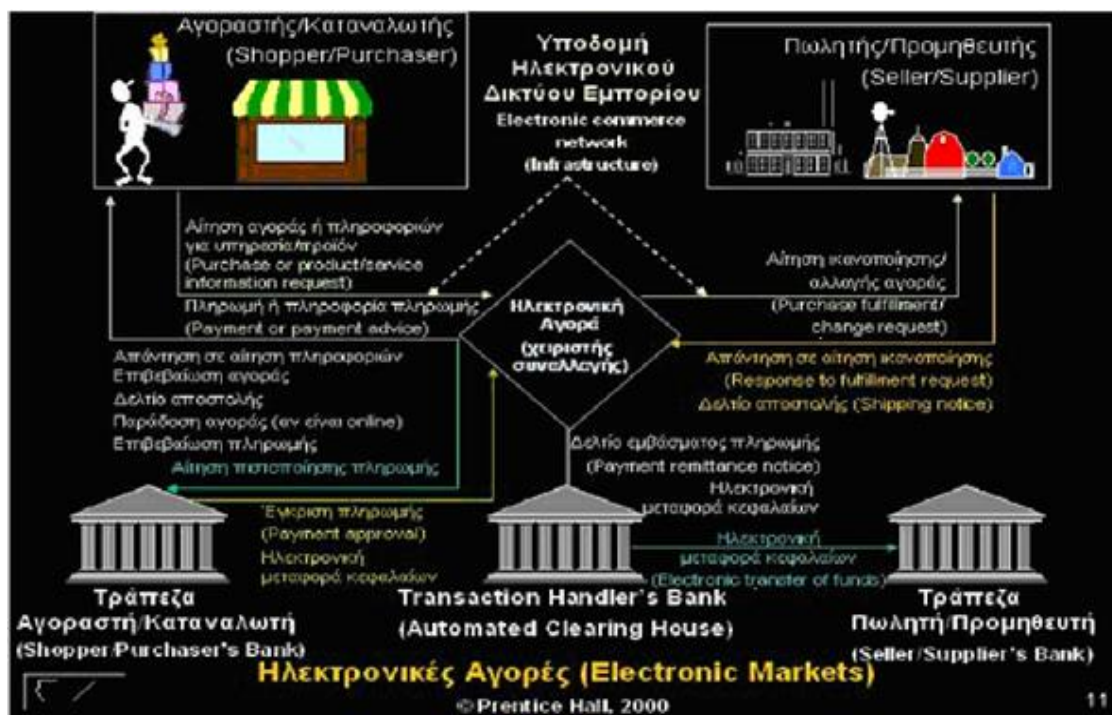 Αγοραστής/Καταναλωτής
(Shopper/Purchaser)
Υποδομή
Ηλεκτρονικού
Δικτύου Εμπορίου
Electronic commerce
network
(Infrastructure)
Πωλητής/Προμηθευτής
(Seller/Supplier)
Αίτηση αγοράς ή πληροφοριών
για υπηρεσία/προϊόν
(Purchase or product/service
information request)
Πληρωμή ή πληροφορία πληρωμής
(Payment or payment advice)
Ηλεκτρονική
Αγορά
(χειριστής
συναλλαγής)
Αίτηση ικανοποίησης/
αλλαγής αγοράς
(Purchase fulfillment/
change request)
Απάντηση σε αίτηση πληροφοριών
Επιβεβαίωση αγοράς
Δελτίο αποστολής
Παράδοση αγοράς (αν είναι online)
Επιβεβαίωση πληρωμής
Απάντηση σε αίτηση ικανοποίησης
(Response to fulfillment request)
Δελτίο αποστολής (Shipping notice)
Αίτηση πιστοποίησης πληρωμής
Δελτίο εμβάσματος πληρωμής
(Payment remittance notice)
Ηλεκτρονική
μεταφορά κεφαλαίων
Έγκριση πληρωμής
(Payment approval)
Ηλεκτρονική
μεταφορά κεφαλαίων
Ηλεκτρονική
μεταφορά κεφαλαίων
(Electronic transfer of funds)
Τράπεζα
Αγοραστή/Καταναλωτή
(Shopper/Purchaser's Bank)
Transaction Handler's Bank
(Automated Clearing House)
Τράπεζα
Πωλητή/Προμηθευτή
(Seller/Supplier's Bank)
Ηλεκτρονικές Αγορές (Electronic Markets)
©Prentice Hall, 2000
11